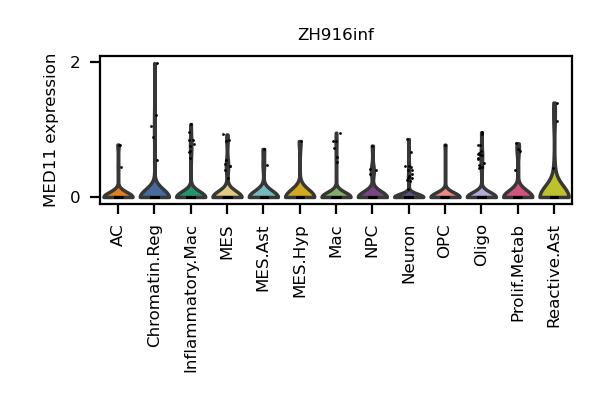 ZH916inf
MED11 expression
2
0
AC
Chromatin.Reg
Inflammatory.Mac
MES
MES.Ast
MES.Hyp
Mac
NPC
Neuron
OPC
Oligo
Prolif.Metab
Reactive.Ast